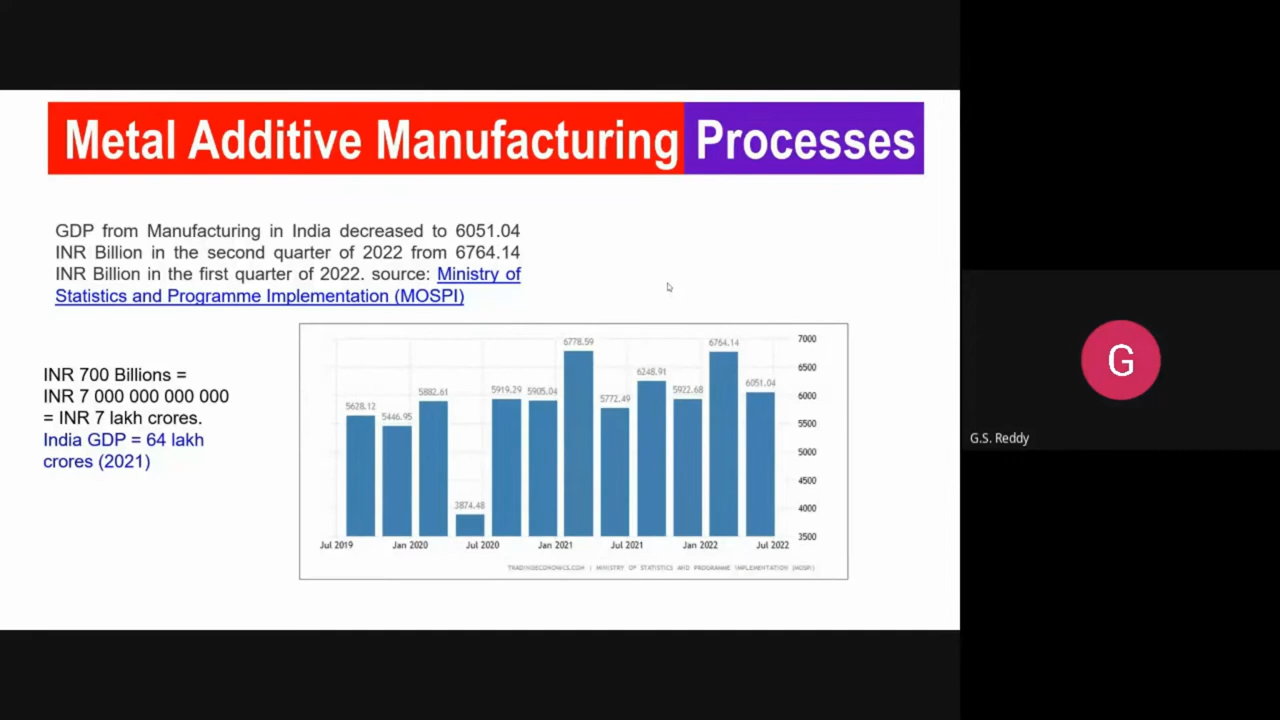 Metal Additive Manufacturing Processes
GDP from Manufacturing in India decreased to 6051.04
INR Billion in the second quarter of 2022 from 6764.14
INR Billion in the first quarter of 2022. source: Ministry of
Statistics and Programme Implementation (MOSPI)
INR 700 Billions =
INR 7 000 000 000 000
= INR 7 lakh crores.
India GDP = 64 lakh
crores (2021)
6778.59
6764.14
7000
6248.91
6500
5882.61
5919.29
5905.04
5922.68
6051.04
6000
5628.12
5772.49
5446.95
5500
5000
4500
3874.48
4000
3500
Jul 2019
Jan 2020
Jul 2020
Jan 2021
Jul 2021
Jan 2022
Jul 2022
TRADINGECONOMICS.COM | MINISTRY OF STATISTICS AND PROGRAMME IMPLEMENTATION (MOSPI)
G
G.S. Reddy